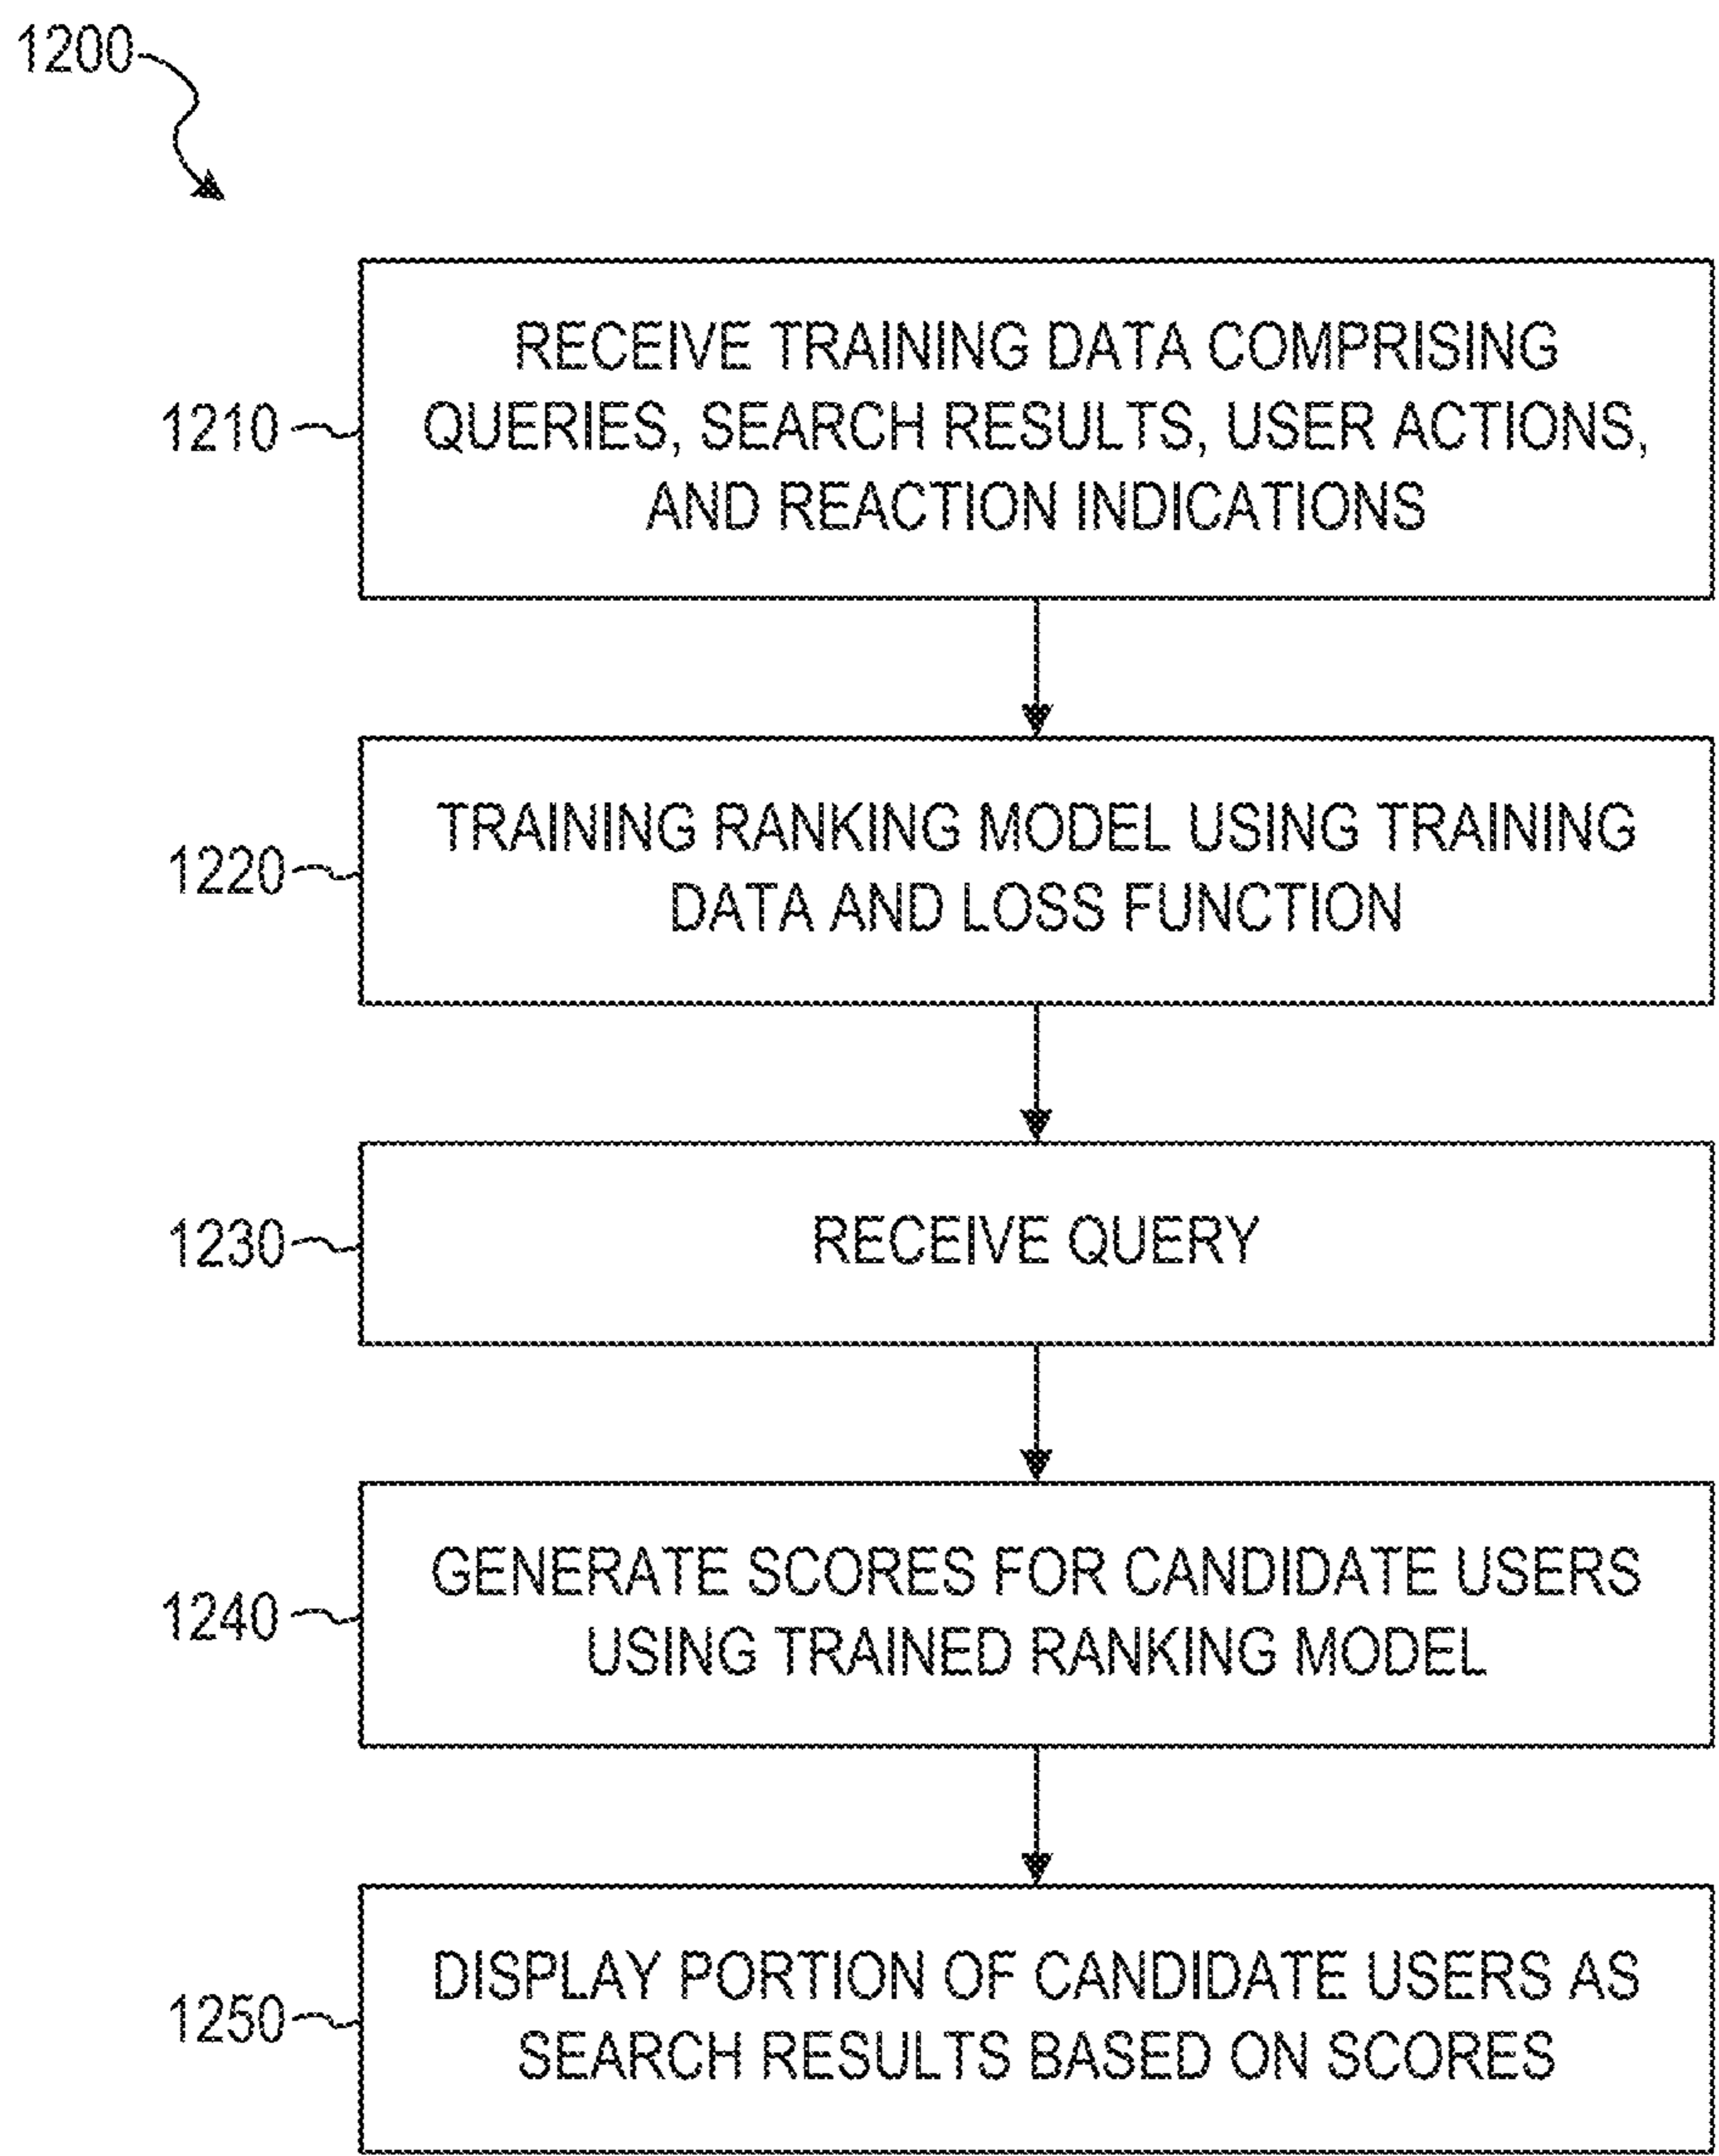 1200
RECEIVE TRAINING DATA COMPRISING
1210 QUERIES, SEARCH RESULTS, USER ACTIONS,
AND REACTION INDICATIONS
TRAINING RANKING MODEL USING TRAINING
1220
DATA AND LOSS FUNCTION
1230 RECEIVE QUERY
GENERATE SCORES FOR CANDIDATE USERS
1240
USING TRAINED RANKING MODEL
DISPLAY PORTION OF CANDIDATE USERS AS
1250
SEARCH RESULTS BASED ON SCORES